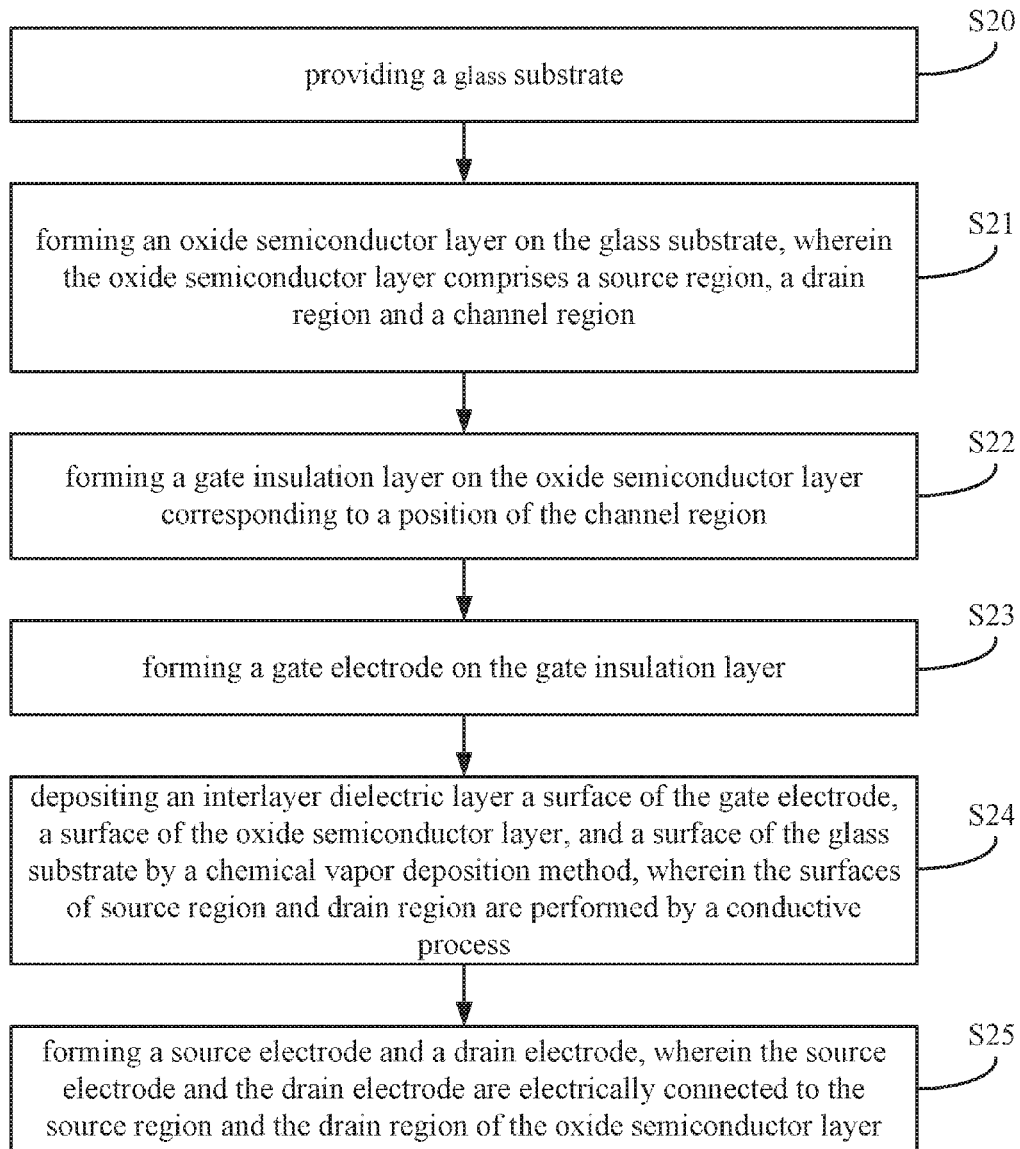 S20
providing a glass substrate
S21
forming an oxide semiconductor layer on the glass substrate, wherein
the oxide semiconductor layer comprises a source region, a drain
region and a channel region
S22
forming a gate insulation layer on the oxide semiconductor layer
corresponding to a position of the channel region
S23
forming a gate electrode on the gate insulation layer
S24
depositing an interlayer dielectric layer a surface of the gate electrode,
a surface of the oxide semiconductor layer, and a surface of the glass
substrate by a chemical vapor deposition method, wherein the surfaces
of source region and drain region are performed by a conductive
process
S25
forming a source electrode and a drain electrode, wherein the source
electrode and the drain electrode are electrically connected to the
source region and the drain region of the oxide semiconductor layer